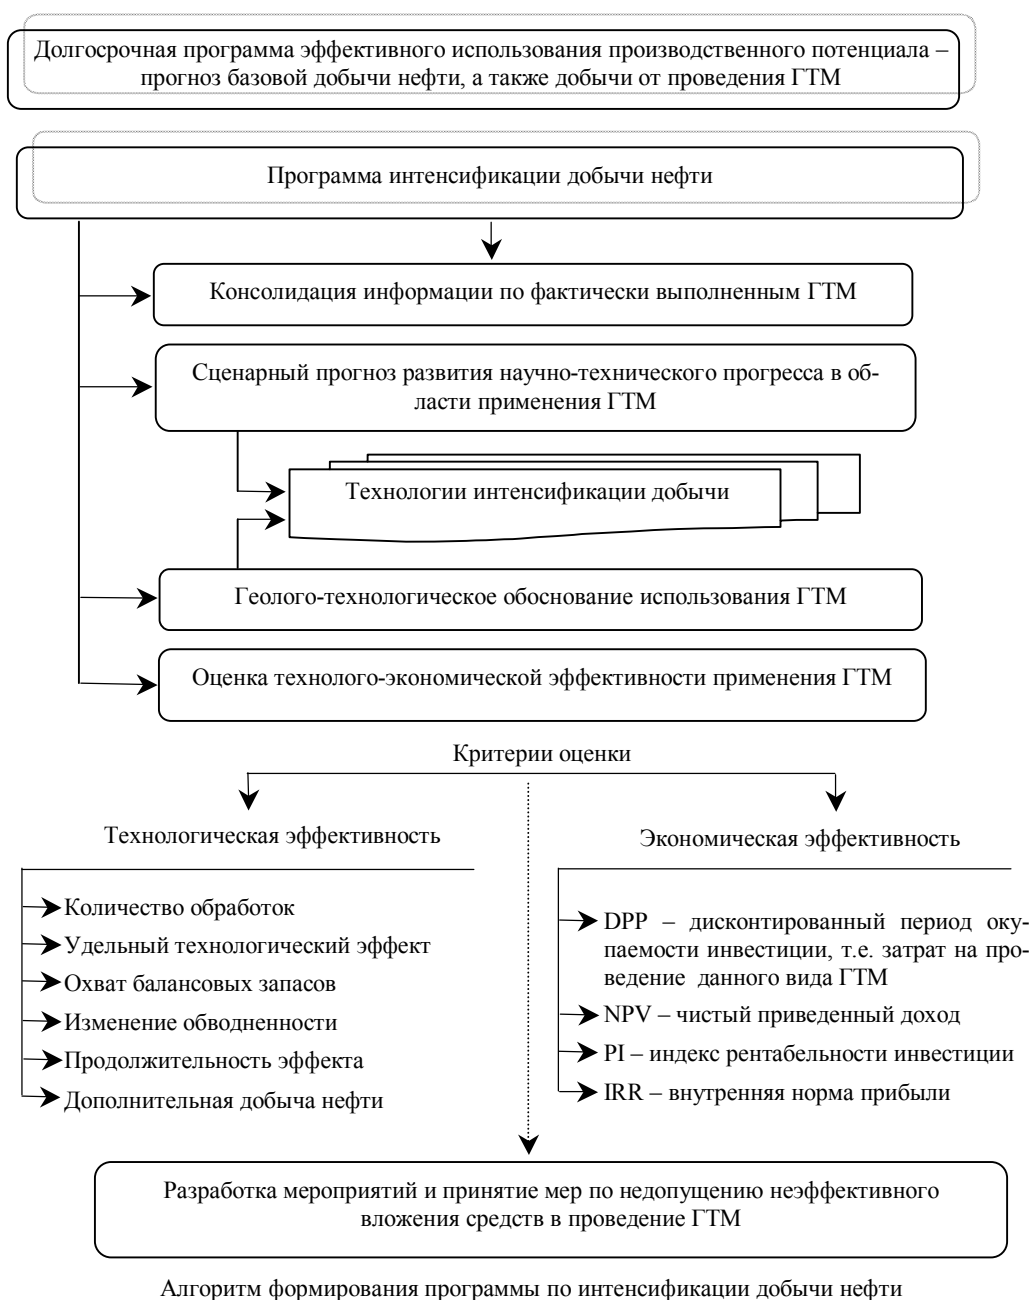 Долгосрочная программа эффективного использования производственного потенциала –
прогноз базовой добычи нефти, а также добычи от проведения ГТМ
Программа интенсификации добычи нефти
Консолидация информации по фактически выполненным ГТМ
Сценарный прогноз развития научно-технического прогресса в об-
ласти применения ГТМ
Технологии интенсификации добычи
Геолого-технологическое обоснование использования ГТМ
Оценка технолого-экономической эффективности применения ГТМ
Критерии оценки
Технологическая эффективность
Количество обработок
Удельный технологический эффект
Охват балансовых запасов
Изменение обводненности
Продолжительность эффекта
Дополнительная добыча нефти
Экономическая эффективность
DPP – дисконтированный период оку-
паемости инвестиции, т.е. затрат на про-
ведение данного вида ГТМ
NPV – чистый приведенный доход
PI – индекс рентабельности инвестиции
IRR – внутренняя норма прибыли
Разработка мероприятий и принятие мер по недопущению неэффективного
вложения средств в проведение ГТМ
Алгоритм формирования программы по интенсификации добычи нефти